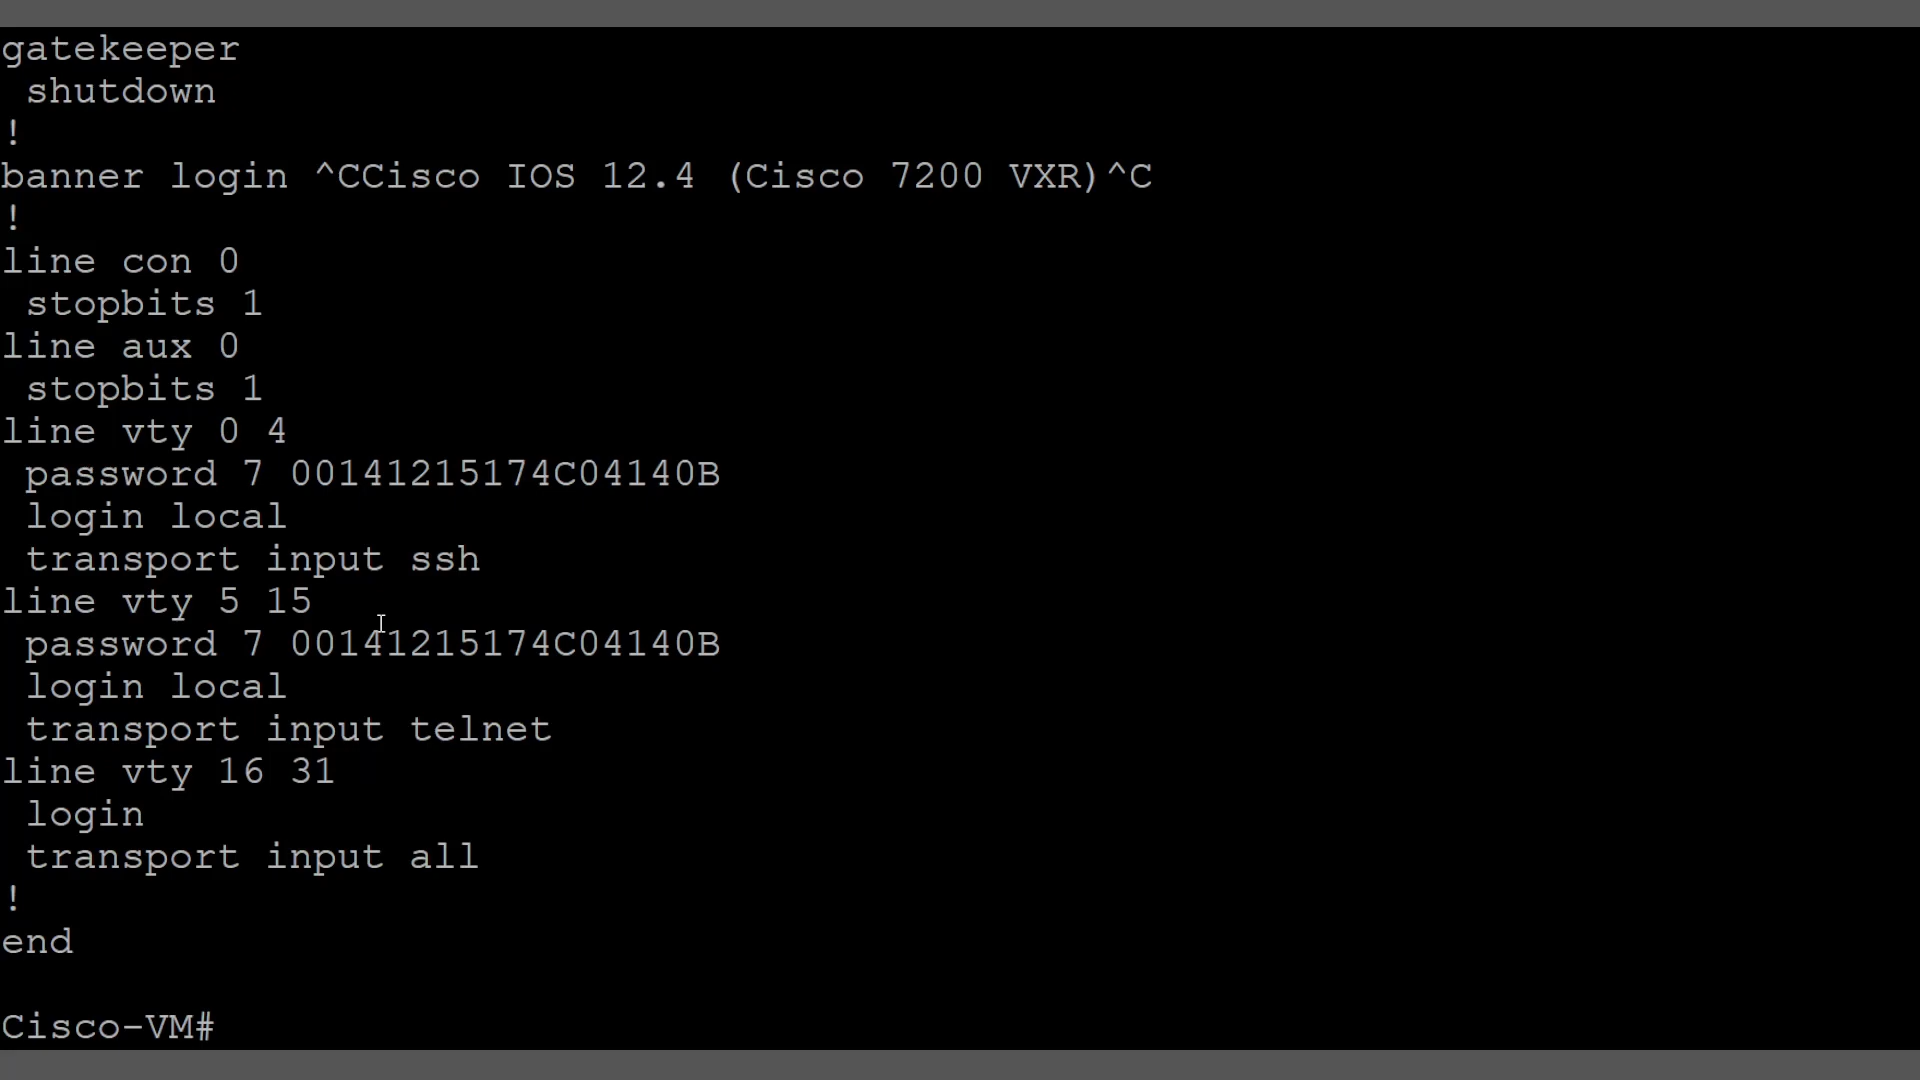 gatekeeper
 shutdown
!
banner login ^CCisco IOS 12.4 (Cisco 7200 VXR)^C
!
line con 0
 stopbits 1
line aux 0
 stopbits 1
line vty 0 4
 password 7 00141215174C04140B
 login local
 transport input ssh
line vty 5 15
 password 7 00141215174C04140B
 login local
 transport input telnet
line vty 16 31
 login
 transport input all
!
end
Cisco-VM#